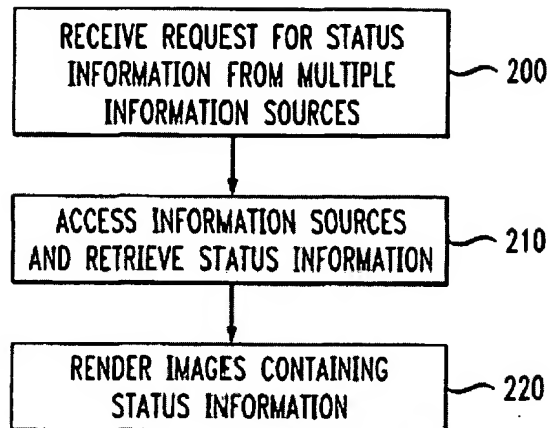 RECEIVE REQUEST FOR STATUS
INFORMATION FROM MULTIPLE
INFORMATION SOURCES
200
ACCESS INFORMATION SOURCES
AND RETRIEVE STATUS INFORMATION
210
RENDER IMAGES CONTAINING
STATUS INFORMATION
220